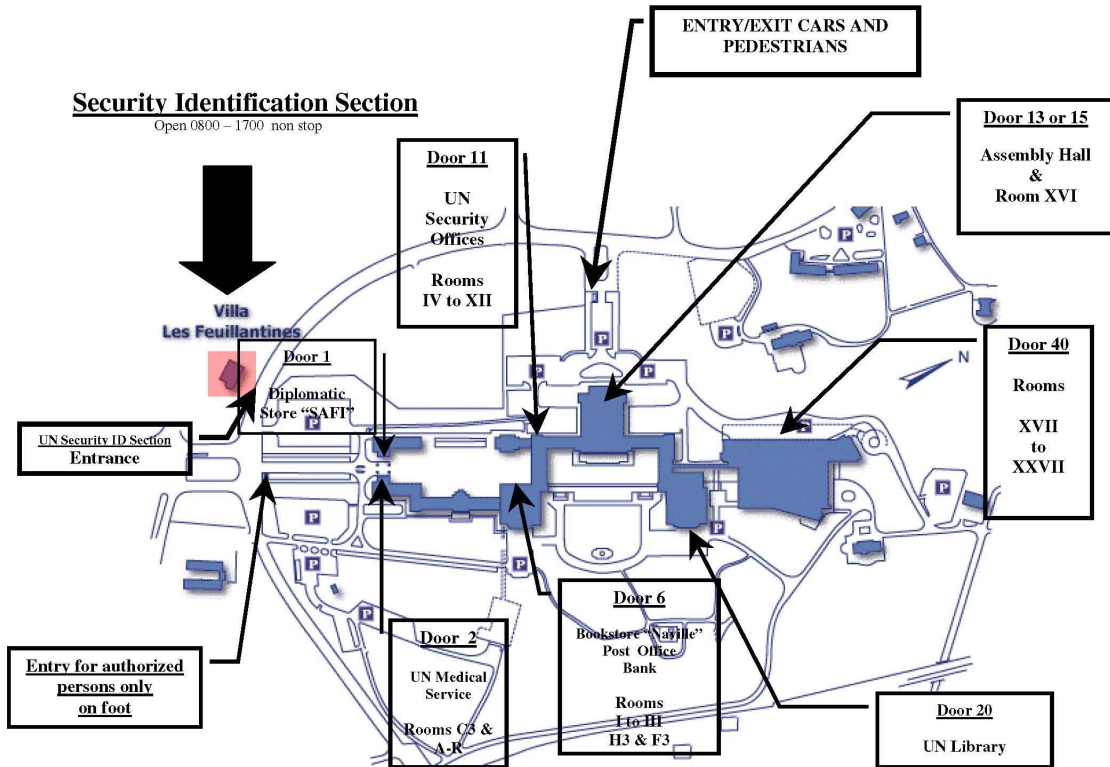 ENTRY/EXIT CARS AND
PEDESTRIANS
Security Identification Section
Open 0800 – 1700 non stop
Door 13 or 15
Assembly Hall
&
Room XVI
Door 11
UN
Security
Offices
Rooms
IV to XII
Villa
Les Feuillantines
Door 1
Diplomatic
Store “SAFI”
Door 40
Rooms
XVII
to
XXVII
N
UN Security ID Section
Entrance
P
P
P
P
P
P
P
P
P
P
P
P
P
P
Entry for authorized
persons only
on foot
Door 2
UN Medical
Service
Rooms C3 &
A-R
Door 6
Bookstore “Naville”
Post Office
Bank
Rooms
I to III
H3 & F3
Door 20
UN Library